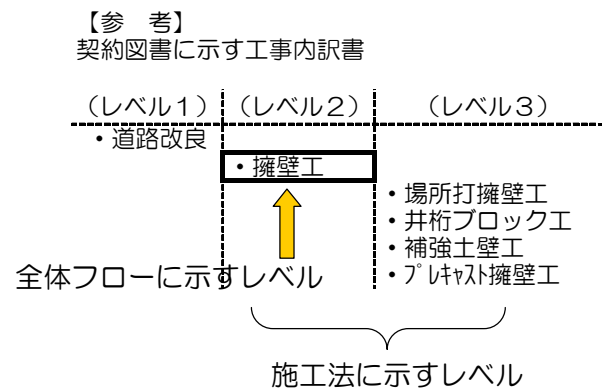 【参　考】
契約図書に示す工事内訳書
（レベル１）（レベル２）　（レベル３）
・道路改良
・擁壁工
・場所打擁壁工
・井桁ブロック工
・補強土壁工
・プレキャスト擁壁工
全体フローに示すレベル
施工法に示すレベル